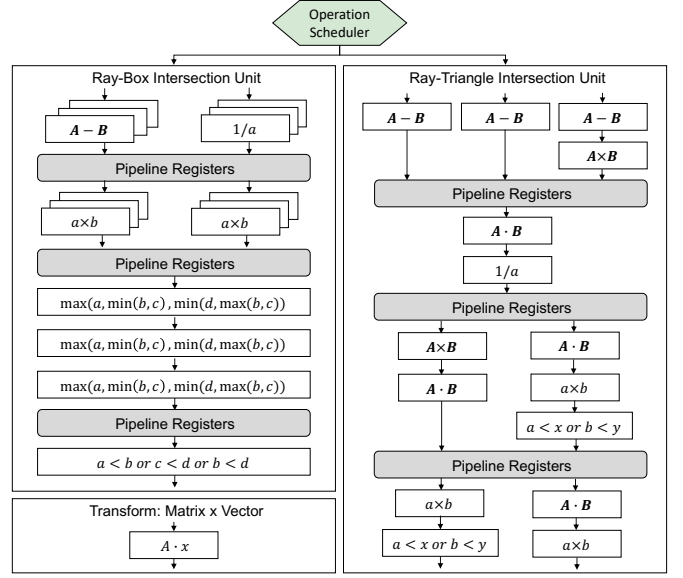 Operation
Scheduler
Ray-Box Intersection Unit
A − B
1/a
Pipeline Registers
a×b
a×b
Pipeline Registers
max(a, min(b, c) , min(d, max(b, c))
max(a, min(b, c) , min(d, max(b, c))
max(a, min(b, c) , min(d, max(b, c))
Pipeline Registers
a < b or c < d or b < d
Transform: Matrix x Vector
A · x
Ray-Triangle Intersection Unit
A − B
A − B
A − B
A×B
Pipeline Registers
A · B
1/a
Pipeline Registers
A×B
A · B
A · B
a×b
a < x or b < y
Pipeline Registers
a×b
A · B
a < x or b < y
a×b